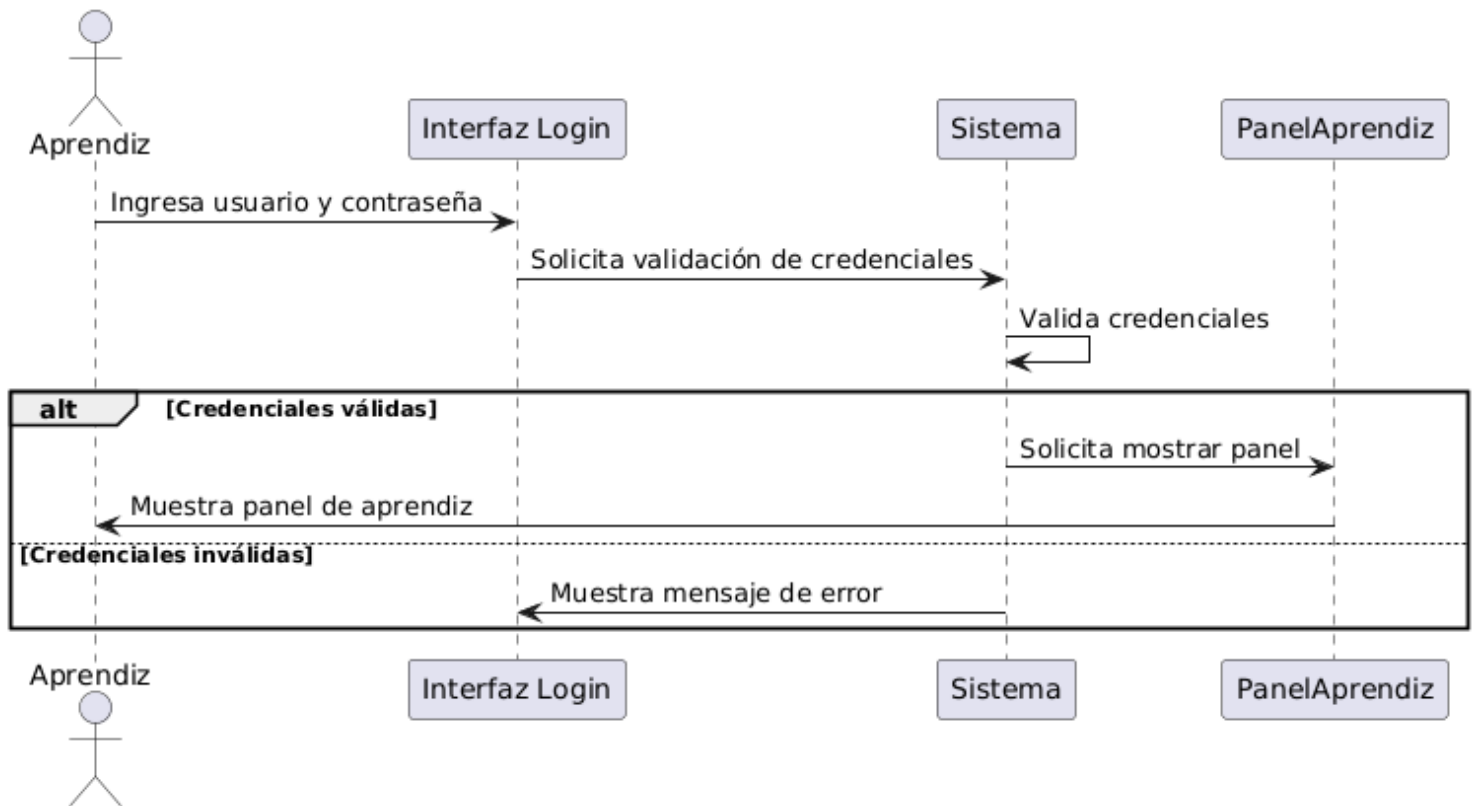 Aprendiz
Interfaz Login
Sistema
PanelAprendiz
Ingresa usuario y contraseña
Solicita validación de credenciales
Valida credenciales
alt
[Credenciales válidas]
Solicita mostrar panel
Muestra panel de aprendiz
[Credenciales inválidas]
Muestra mensaje de error
Aprendiz
Interfaz Login
Sistema
PanelAprendiz